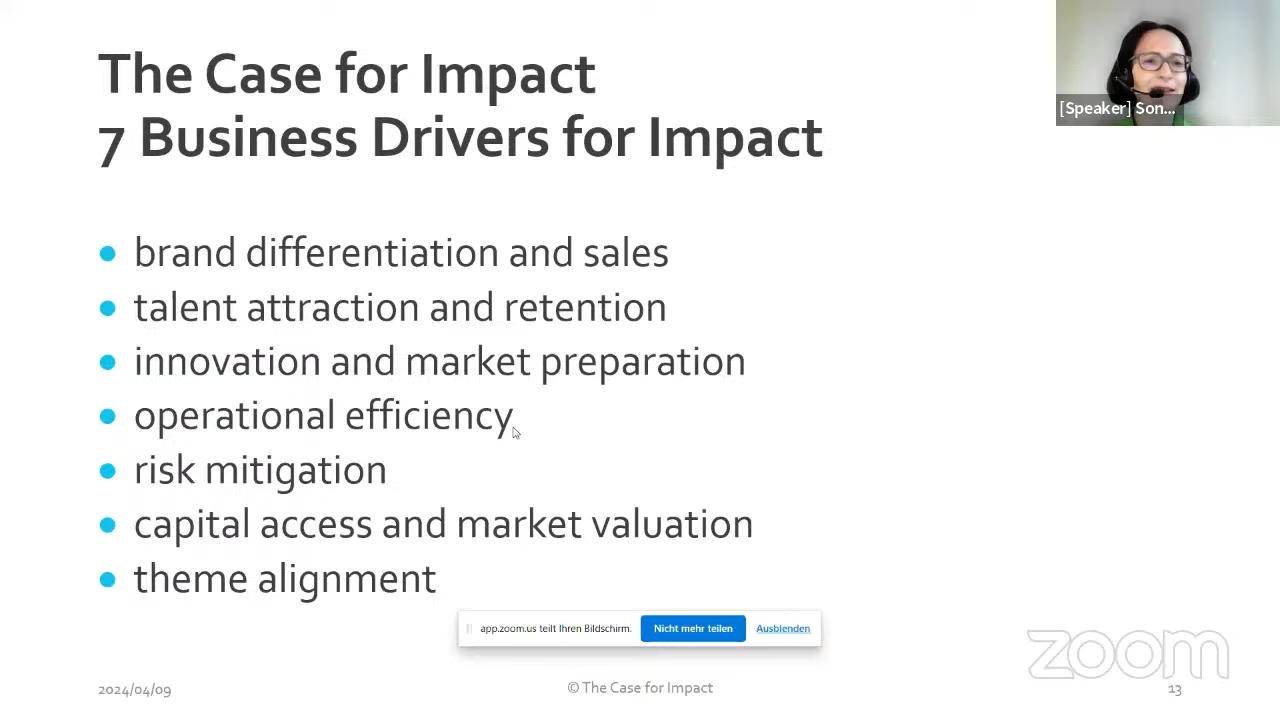 The Case for Impact
7 Business Drivers for Impact
[Speaker] Son...
brand differentiation and sales
talent attraction and retention
innovation and market preparation
operational efficiency
risk mitigation
capital access and market valuation
theme alignment
app.zoom.us teilt Ihren Bildschirm. Nicht mehr teilen Ausblenden
zoom
2024/04/09 © The Case for Impact 13